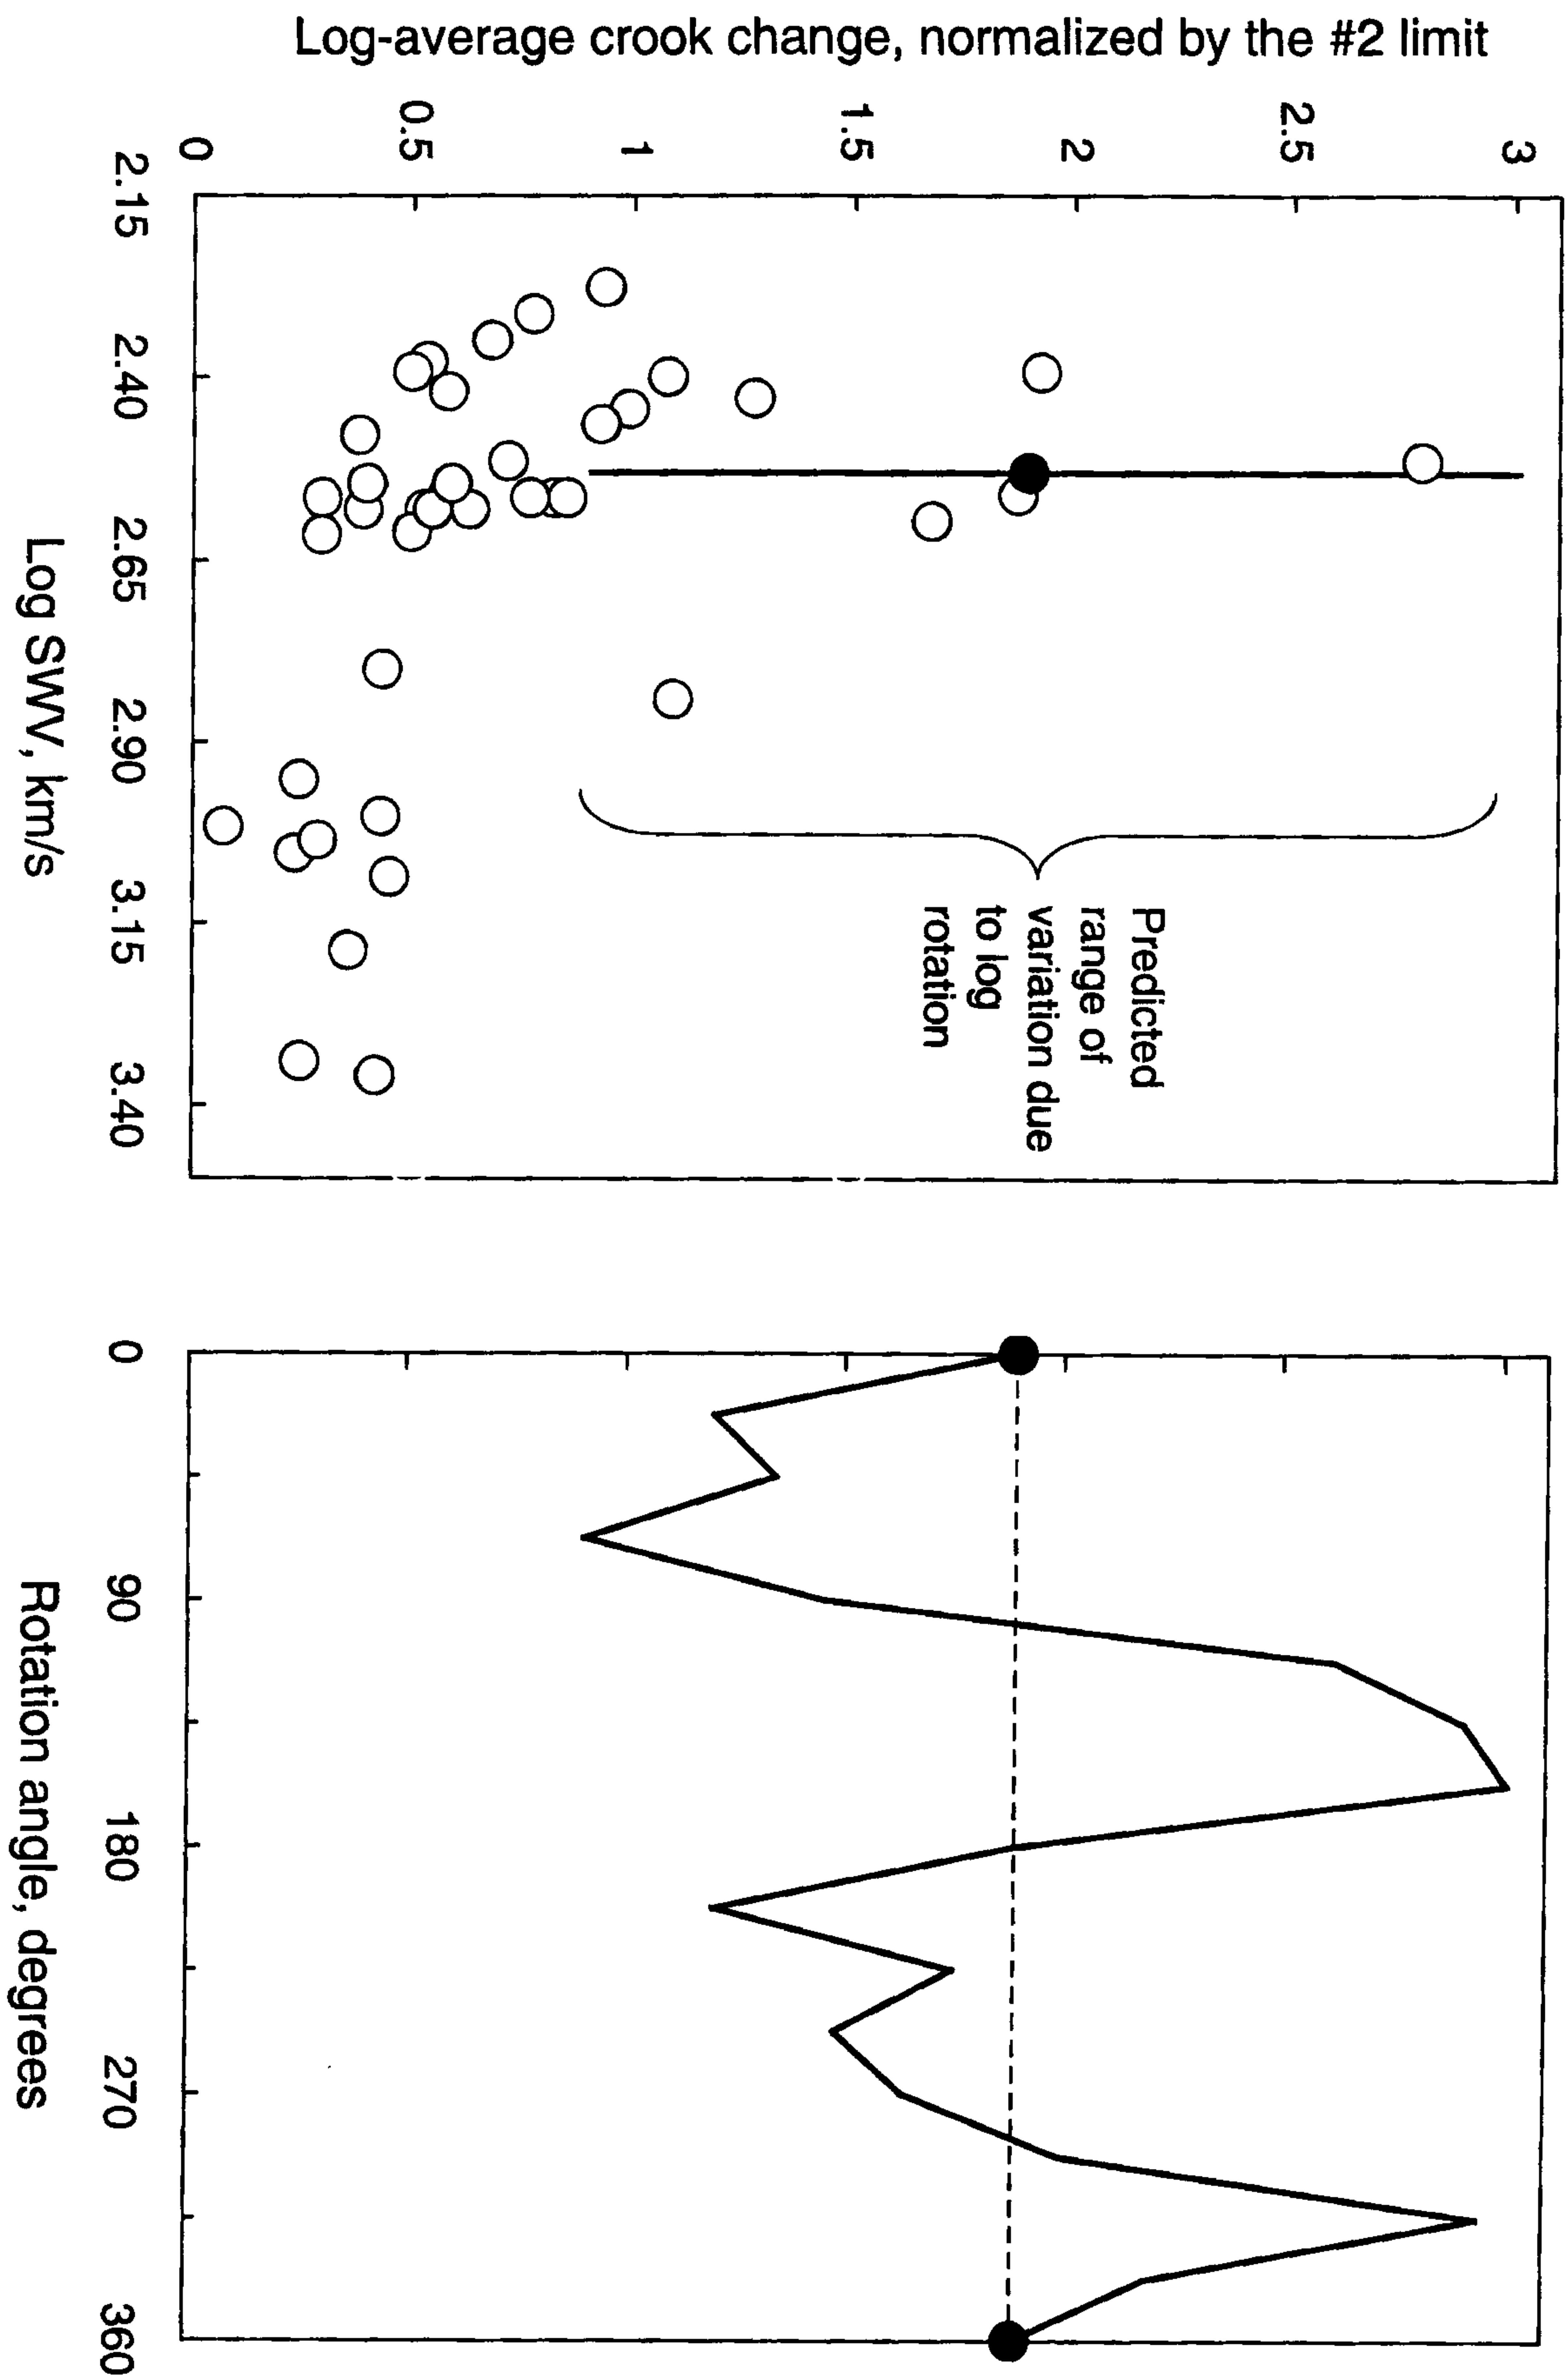 Log-average crook change, normalized by the #2 limit
3
2.5
2
1.5
1
0.5
0
2.15
2.40
2.65
2.90
3.15
3.40
Log SWV, km/s
Predicted
range of
variation due
to log
rotation
0
90
180
270
360
Rotation angle, degrees